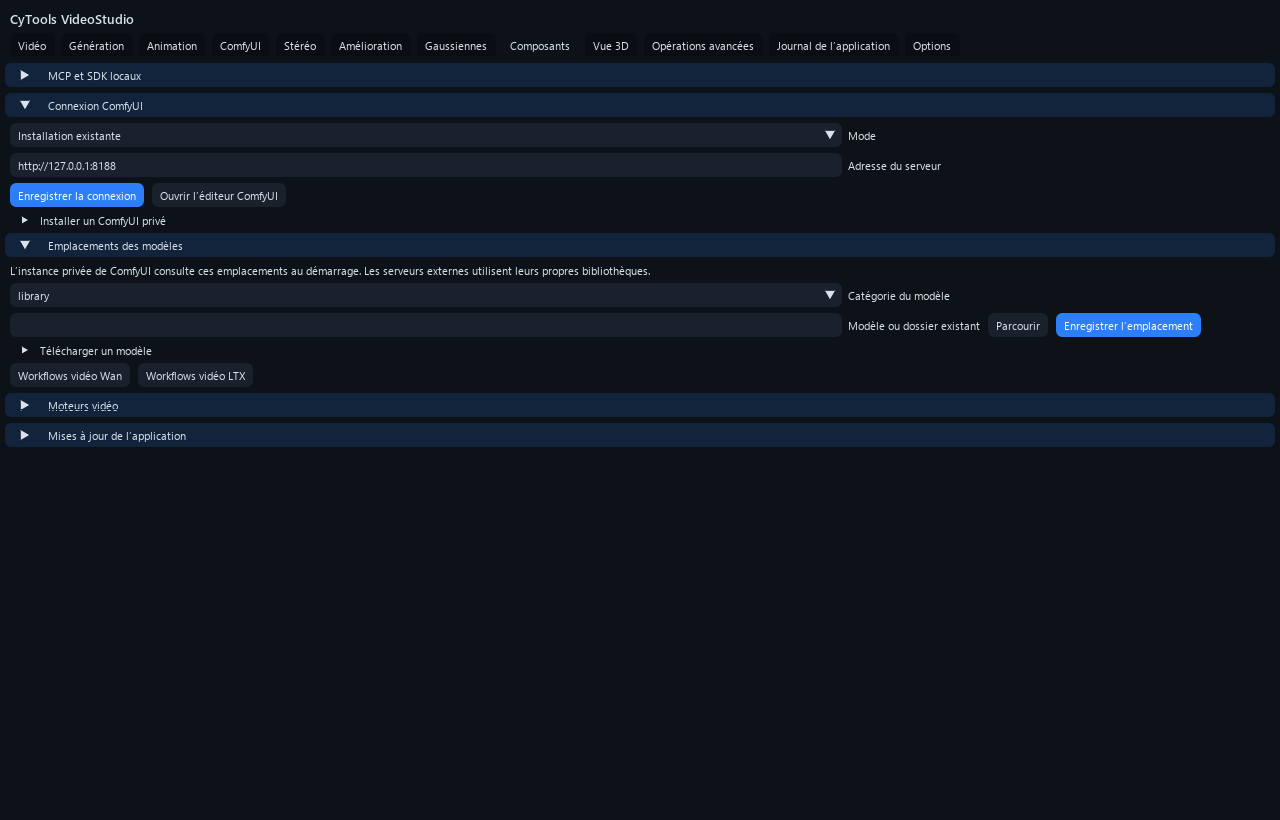 CyTools VideoStudio
Vidéo Génération Animation ComfyUI Stéréo Amélioration Gaussiennes Composants Vue 3D Opérations avancées Journal de l'application Options
MCP et SDK locaux
Connexion ComfyUI
Installation existante Mode
http://127.0.0.1:8188 Adresse du serveur
Enregistrer la connexion Ouvrir l'éditeur ComfyUI
Installer un ComfyUI privé
Emplacements des modèles
L'instance privée de ComfyUI consulte ces emplacements au démarrage. Les serveurs externes utilisent leurs propres bibliothèques.
library Catégorie du modèle
Modèle ou dossier existant Parcourir Enregistrer l'emplacement
Télécharger un modèle
Workflows vidéo Wan Workflows vidéo LTX
Moteurs vidéo
Mises à jour de l'application